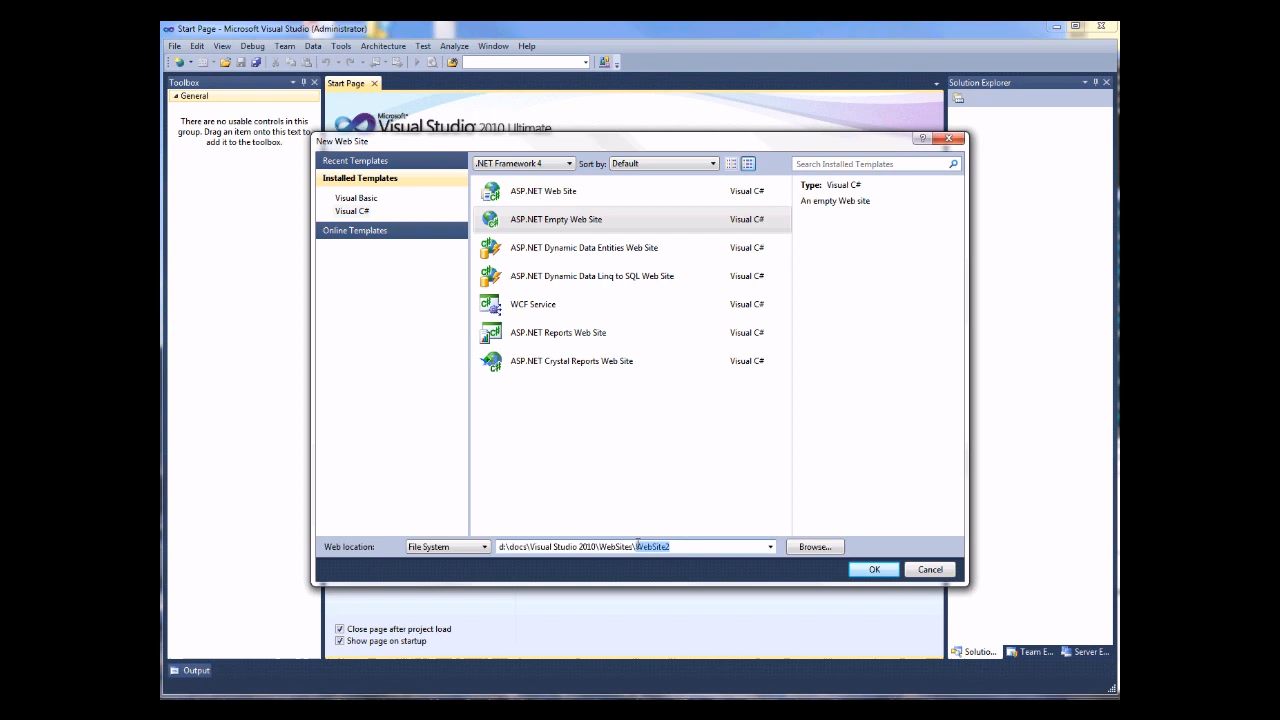 Start Page - Microsoft Visual Studio (Administrator)
File Edit View Debug Team Data Tools Architecture Test Analyze Window Help
Toolbox
General
There are no usable controls in this
group. Drag an item onto this text to
add it to the toolbox.
Start Page
Microsoft
Visual Studio 2010 Ultimate
Solution Explorer
New Web Site
Recent Templates
Installed Templates
Visual Basic
Visual C#
Online Templates
.NET Framework 4 Sort by: Default
Search Installed Templates
ASP.NET Web Site Visual C#
ASP.NET Empty Web Site Visual C#
ASP.NET Dynamic Data Entities Web Site Visual C#
ASP.NET Dynamic Data Linq to SQL Web Site Visual C#
WCF Service Visual C#
ASP.NET Reports Web Site Visual C#
ASP.NET Crystal Reports Web Site Visual C#
Type: Visual C#
An empty Web site
Web location: File System d:\docs\Visual Studio 2010\WebSites\WebSite2 Browse...
OK Cancel
Close page after project load
Show page on startup
Solutio... Team E... Server E...
Output